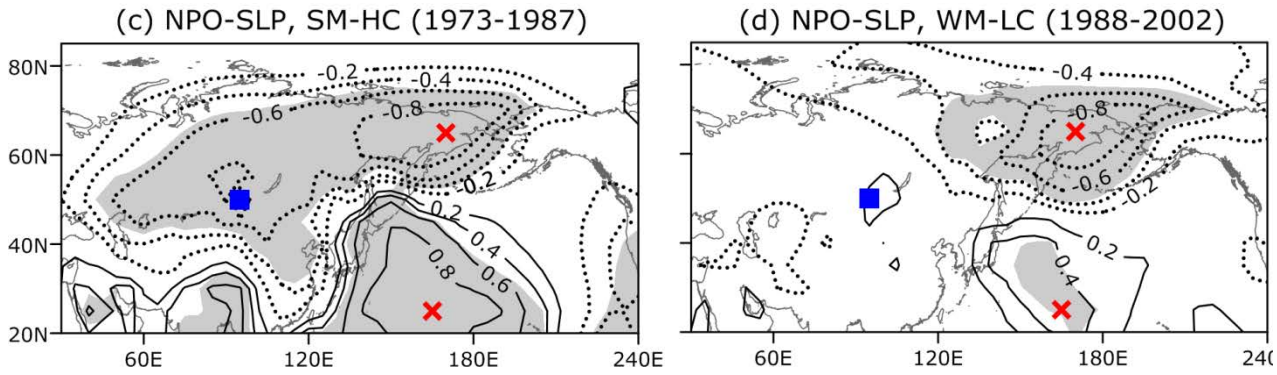 (c) NPO-SLP, SM-HC (1973-1987)
(d) NPO-SLP, WM-LC (1988-2002)
80N
60N
40N
20N
-0.2
-0.4
-0.6
-0.8
-0.2
0.2
0.4
0.6
0.8
-0.4
-0.8
-0.6
-0.2
0.2
0.4
60E 120E 180E 240E
60E 120E 180E 240E